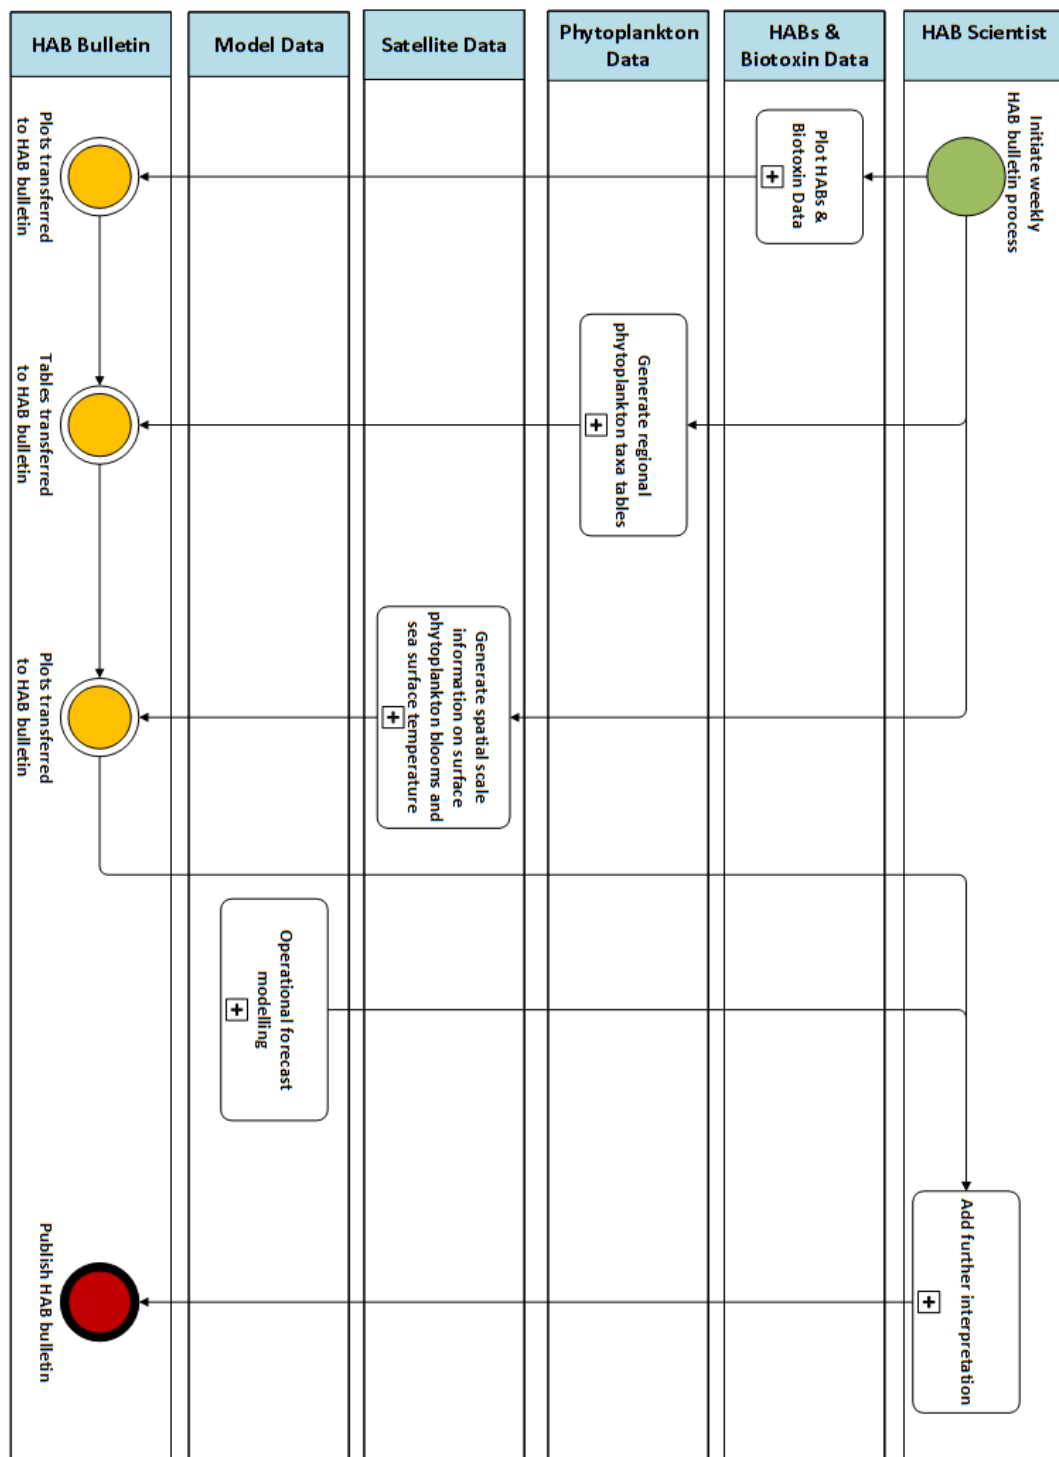 HAB Bulletin
Model Data
Satellite Data
Phytoplankton
Data
HABs &
Biotoxin Data
HAB Scientist
Initiate weekly
HAB bulletin process
Plot HABs &
Biotoxin Data
Plots transferred
to HAB bulletin
Generate regional
phytoplankton taxa tables
Tables transferred
to HAB bulletin
Generate spatial scale
information on surface
phytoplankton blooms and
sea surface temperature
Plots transferred
to HAB bulletin
Operational forecast
modelling
Add further interpretation
Publish HAB bulletin